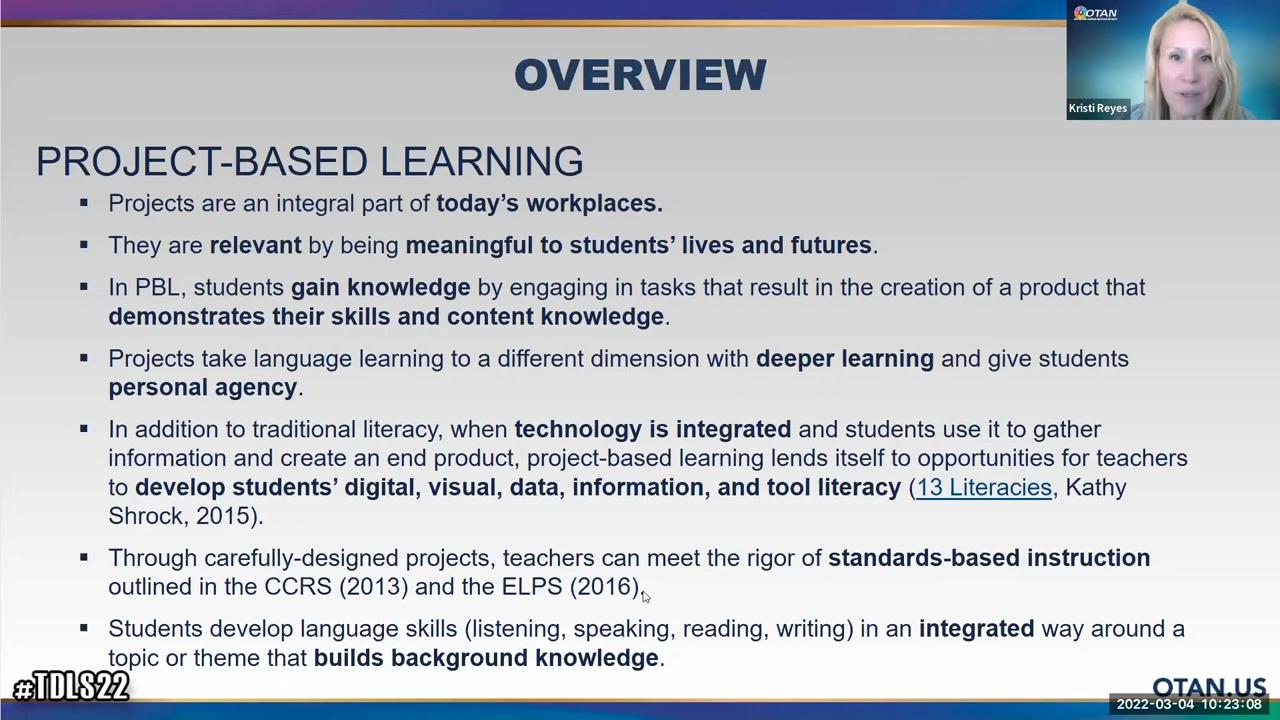 OTAN
Kristi Reyes
OVERVIEW
PROJECT-BASED LEARNING
▪ Projects are an integral part of today’s workplaces.
▪ They are relevant by being meaningful to students’ lives and futures.
▪ In PBL, students gain knowledge by engaging in tasks that result in the creation of a product that
demonstrates their skills and content knowledge.
▪ Projects take language learning to a different dimension with deeper learning and give students
personal agency.
▪ In addition to traditional literacy, when technology is integrated and students use it to gather
information and create an end product, project-based learning lends itself to opportunities for teachers
to develop students’ digital, visual, data, information, and tool literacy (13 Literacies, Kathy
Shrock, 2015).
▪ Through carefully-designed projects, teachers can meet the rigor of standards-based instruction
outlined in the CCRS (2013) and the ELPS (2016).
▪ Students develop language skills (listening, speaking, reading, writing) in an integrated way around a
topic or theme that builds background knowledge.
#TDLS22
OTAN.US
2022-03-04 10:23:08